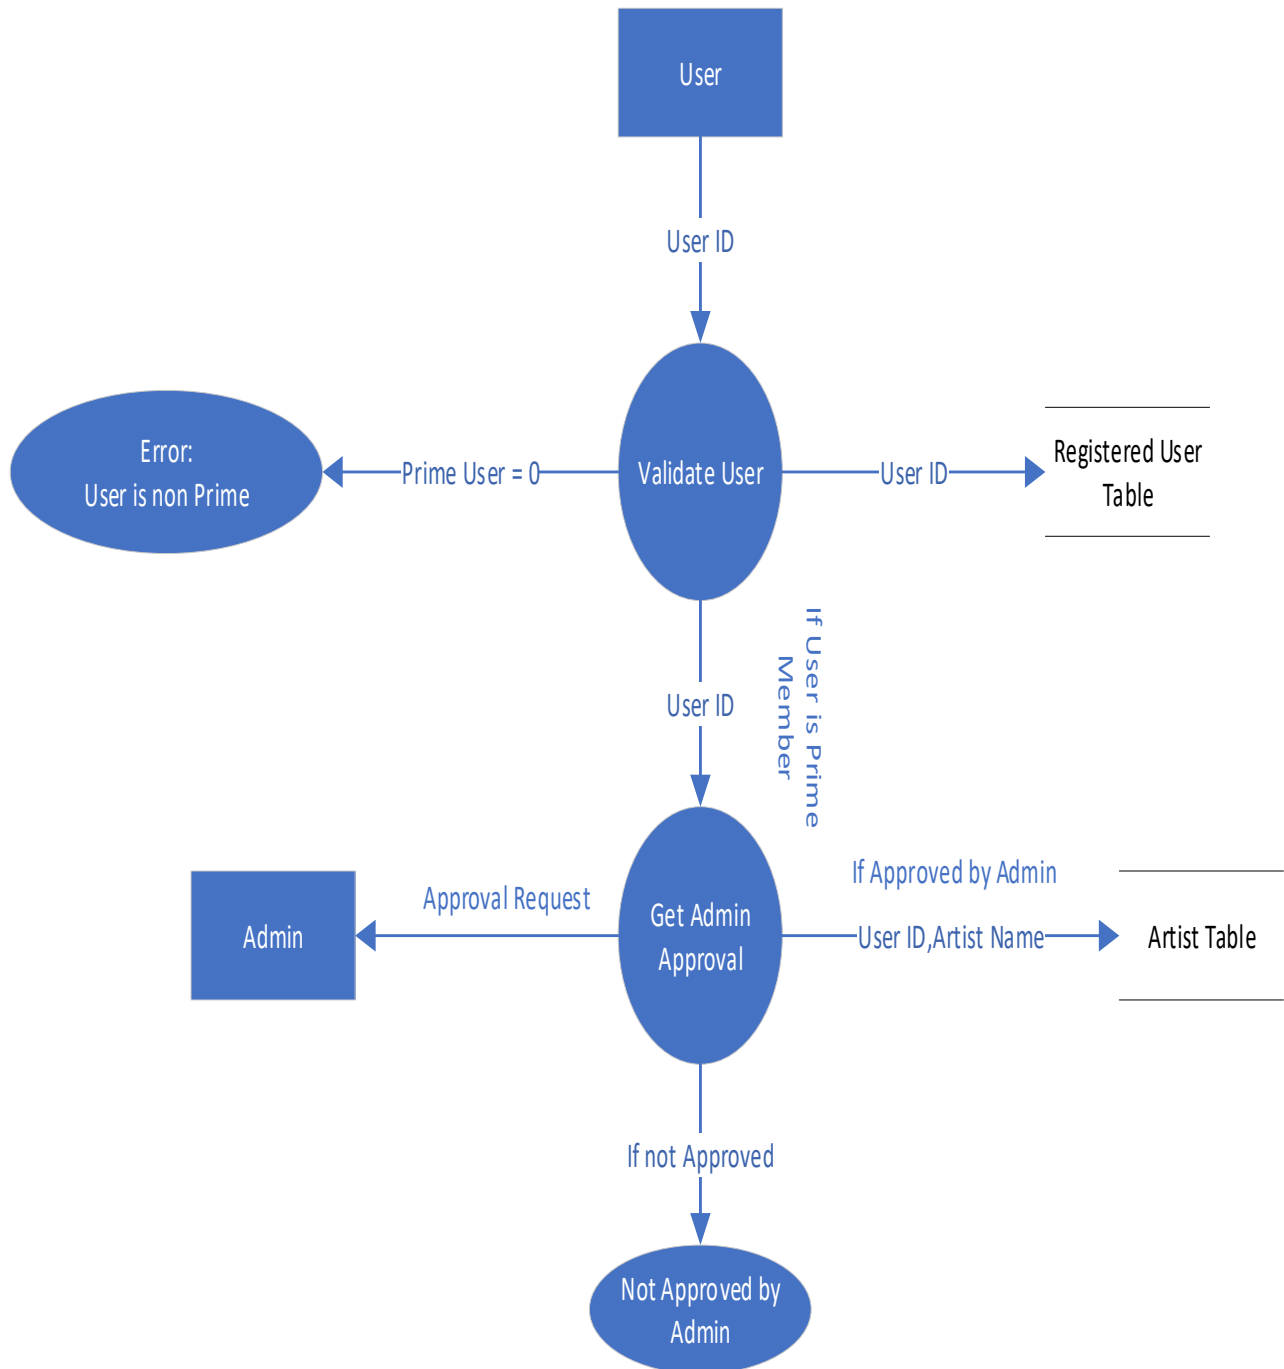 User
User ID
Error:
User is non Prime
Prime User = 0
Validate User
User ID
Registered User
Table
If User is Prime
Member
User ID
If Approved by Admin
Approval Request
Admin
Get Admin
Approval
User ID,Artist Name
Artist Table
If not Approved
Not Approved by
Admin